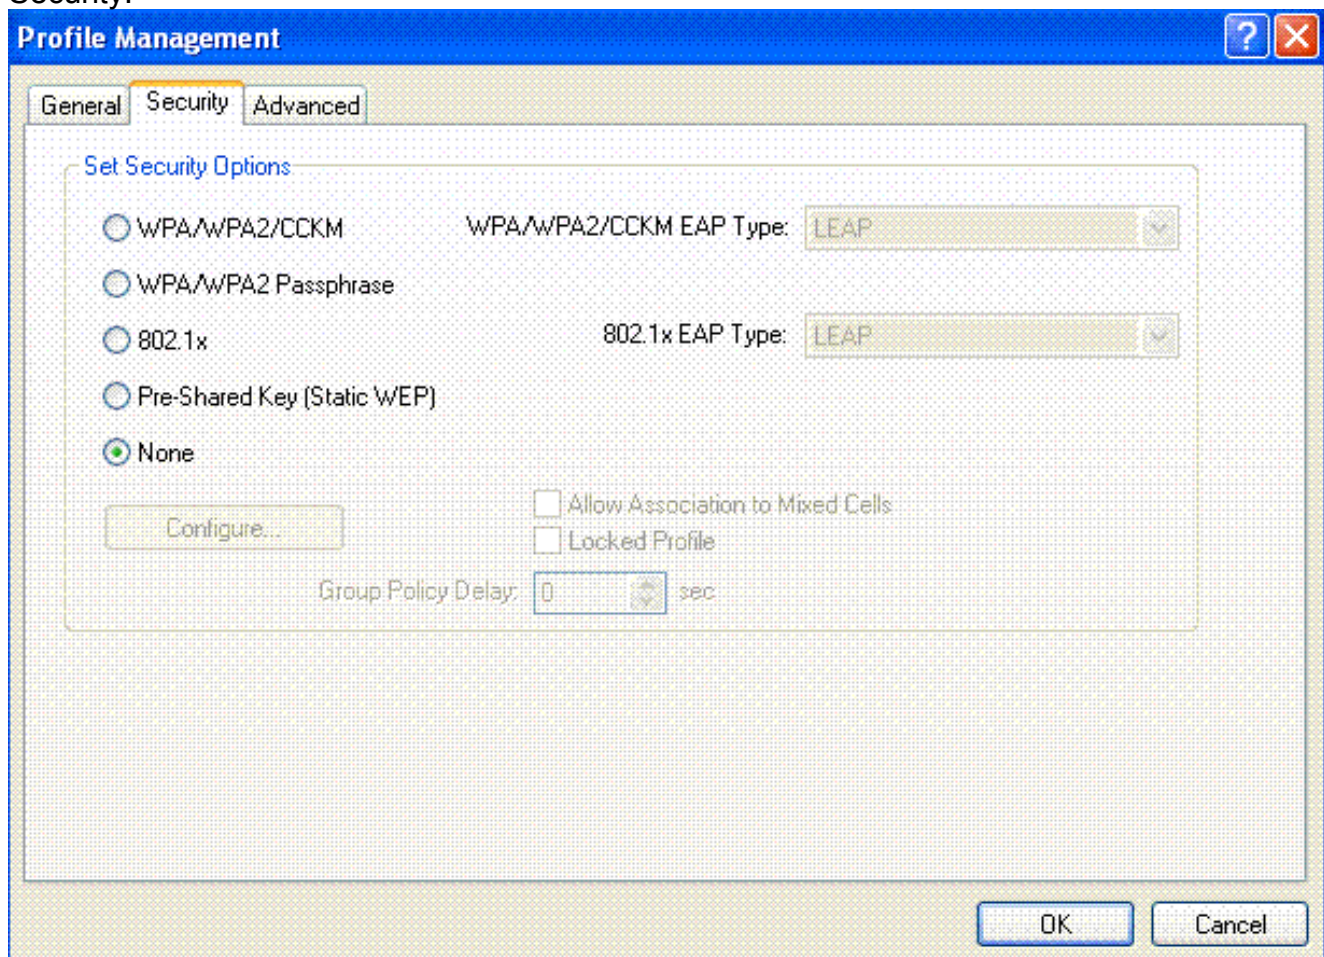 Security.
Profile Management
General Security Advanced
Set Security Options
WPA/WPA2/CCKM WPA/WPA2/CCKM EAP Type: LEAP
WPA/WPA2 Passphrase
802.1x 802.1x EAP Type: LEAP
Pre-Shared Key (Static WEP)
None
Configure... Allow Association to Mixed Cells
Locked Profile
Group Policy Delay: 0 sec
OK Cancel